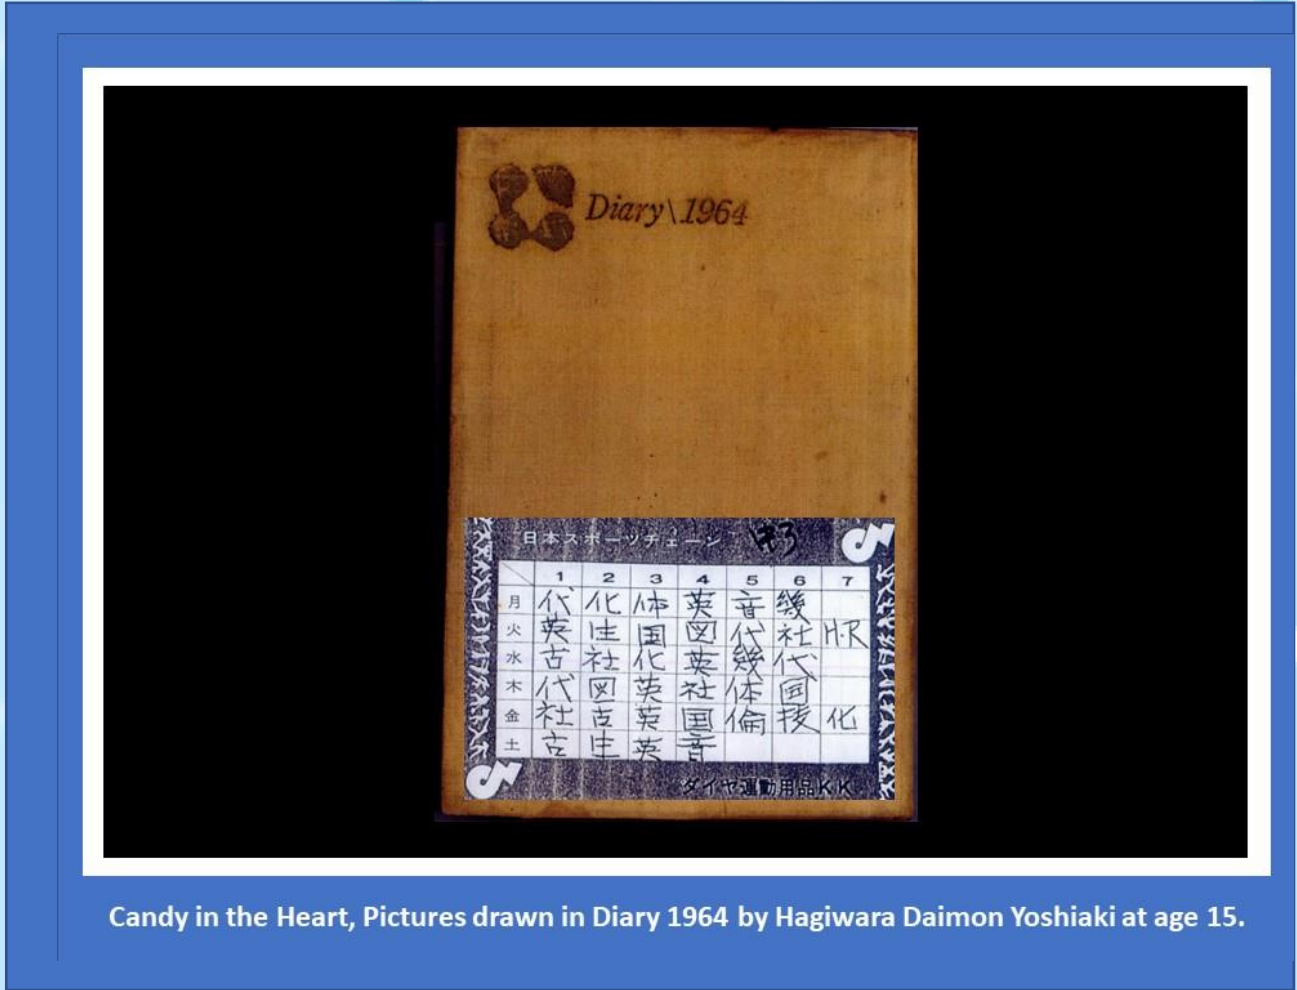 Diary\1964
日本スポーツチェーン
1 2 3 4 5 6 7
月 代 化 体 英 音 幾
火 英 生 国 図 代 社 H・R
水 古 社 化 英 幾 代
木 代 図 英 社 体 国
金 社 古 英 国 倫 技 化
土 古 生 英 音
ダイヤ運動用品KK
Candy in the Heart, Pictures drawn in Diary 1964 by Hagiwara Daimon Yoshiaki at age 15.